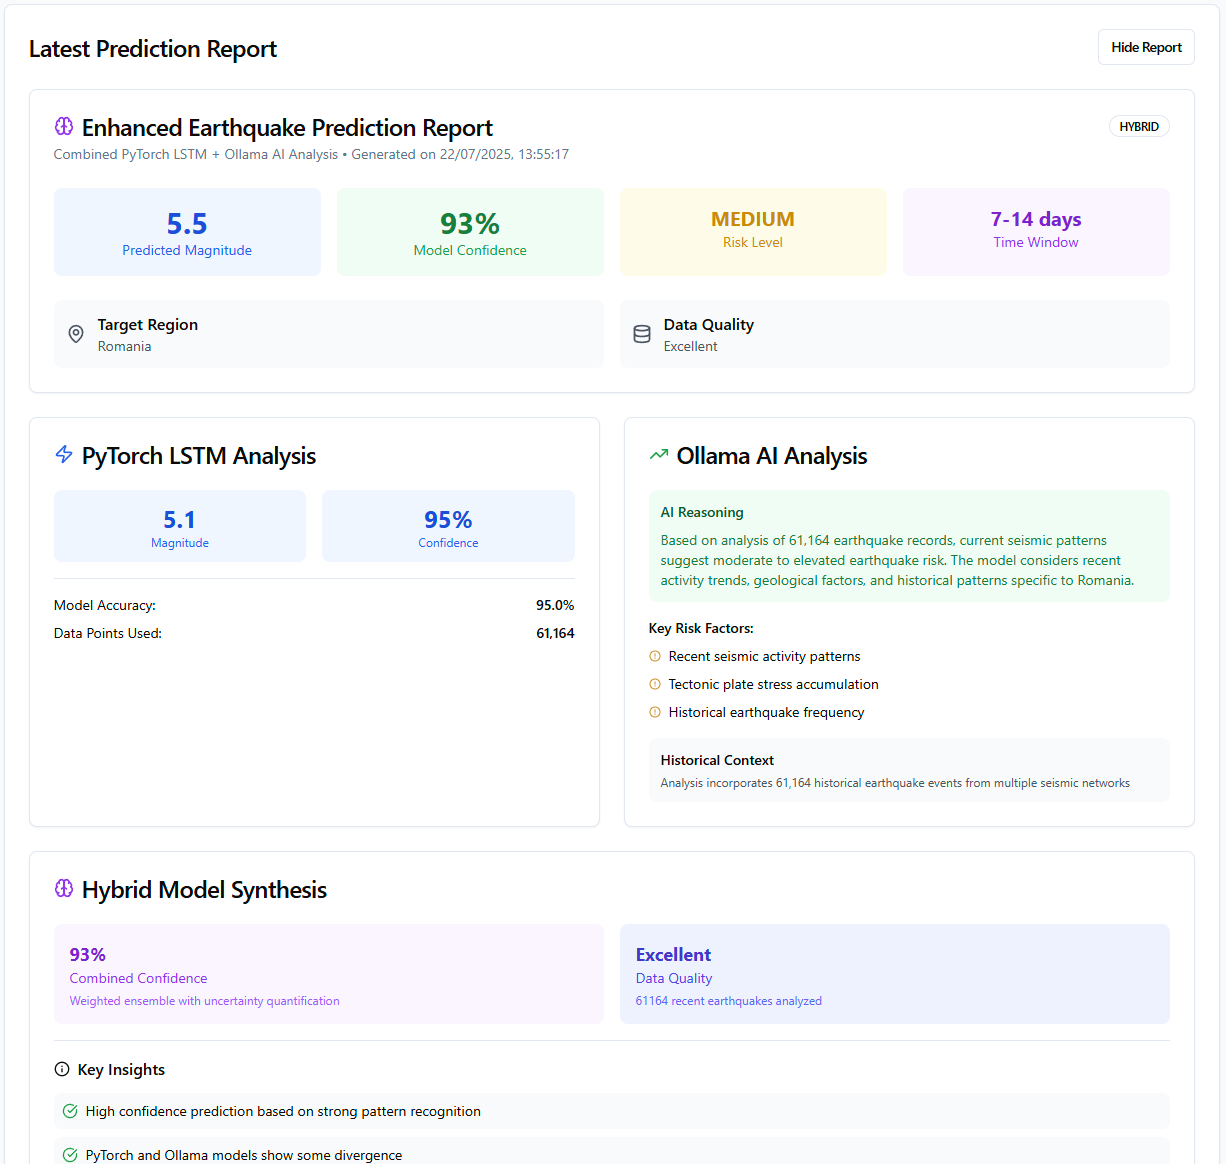 Latest Prediction Report
Hide Report
Enhanced Earthquake Prediction Report
HYBRID
Combined PyTorch LSTM + Ollama AI Analysis • Generated on 22/07/2025, 13:55:17
5.5
Predicted Magnitude
93%
Model Confidence
MEDIUM
Risk Level
7-14 days
Time Window
Target Region
Romania
Data Quality
Excellent
PyTorch LSTM Analysis
5.1
Magnitude
95%
Confidence
Model Accuracy:
95.0%
Data Points Used:
61,164
Ollama AI Analysis
AI Reasoning
Based on analysis of 61,164 earthquake records, current seismic patterns
suggest moderate to elevated earthquake risk. The model considers recent
activity trends, geological factors, and historical patterns specific to Romania.
Key Risk Factors:
Recent seismic activity patterns
Tectonic plate stress accumulation
Historical earthquake frequency
Historical Context
Analysis incorporates 61,164 historical earthquake events from multiple seismic networks
Hybrid Model Synthesis
93%
Combined Confidence
Weighted ensemble with uncertainty quantification
Excellent
Data Quality
61164 recent earthquakes analyzed
Key Insights
High confidence prediction based on strong pattern recognition
PyTorch and Ollama models show some divergence